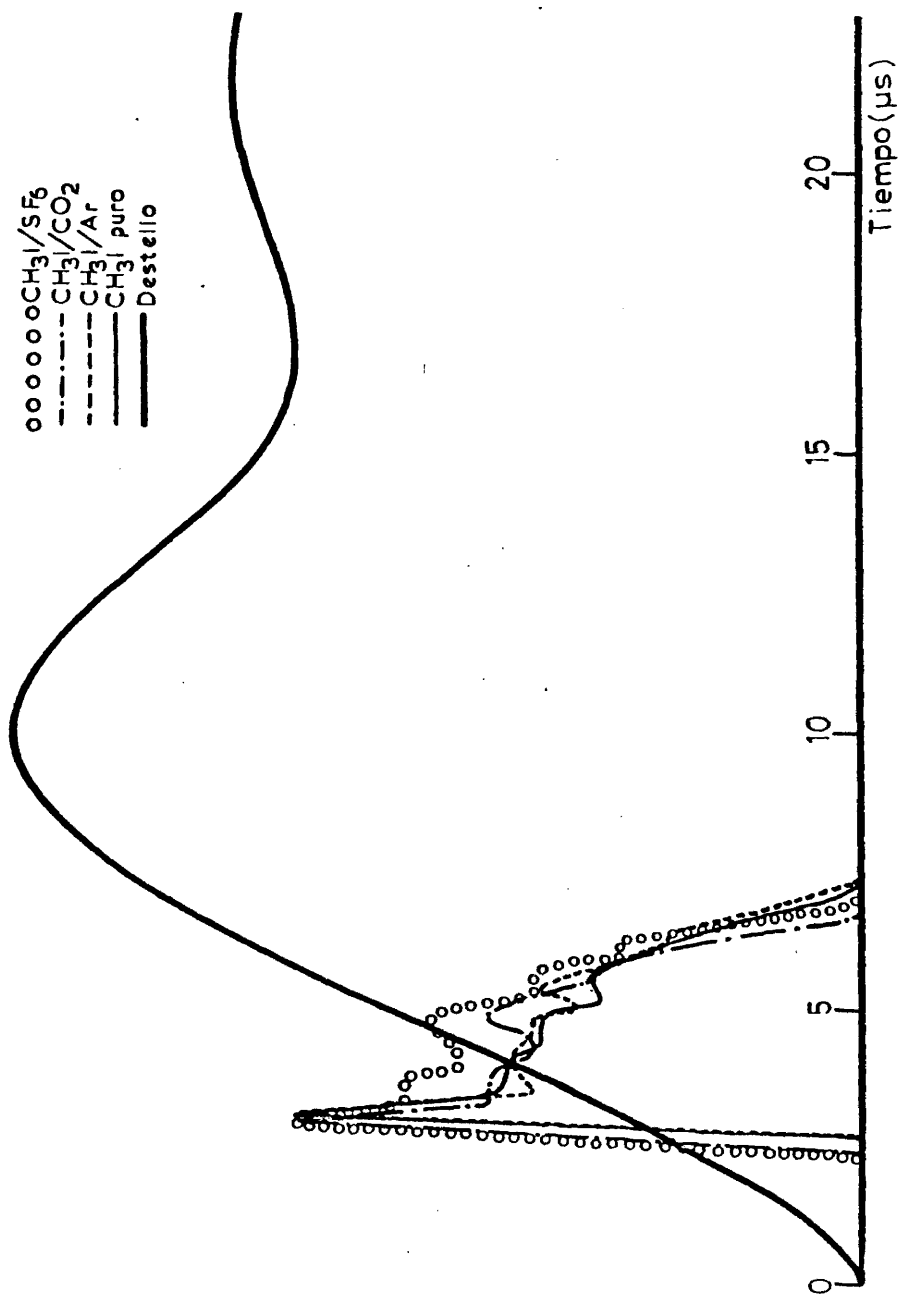 oooooo CH3I/SF6
—·—·— CH3I/CO2
------ CH3I/Ar
—— CH3I puro
—— Destello
0 5 10 15 20
Tiempo(µs)